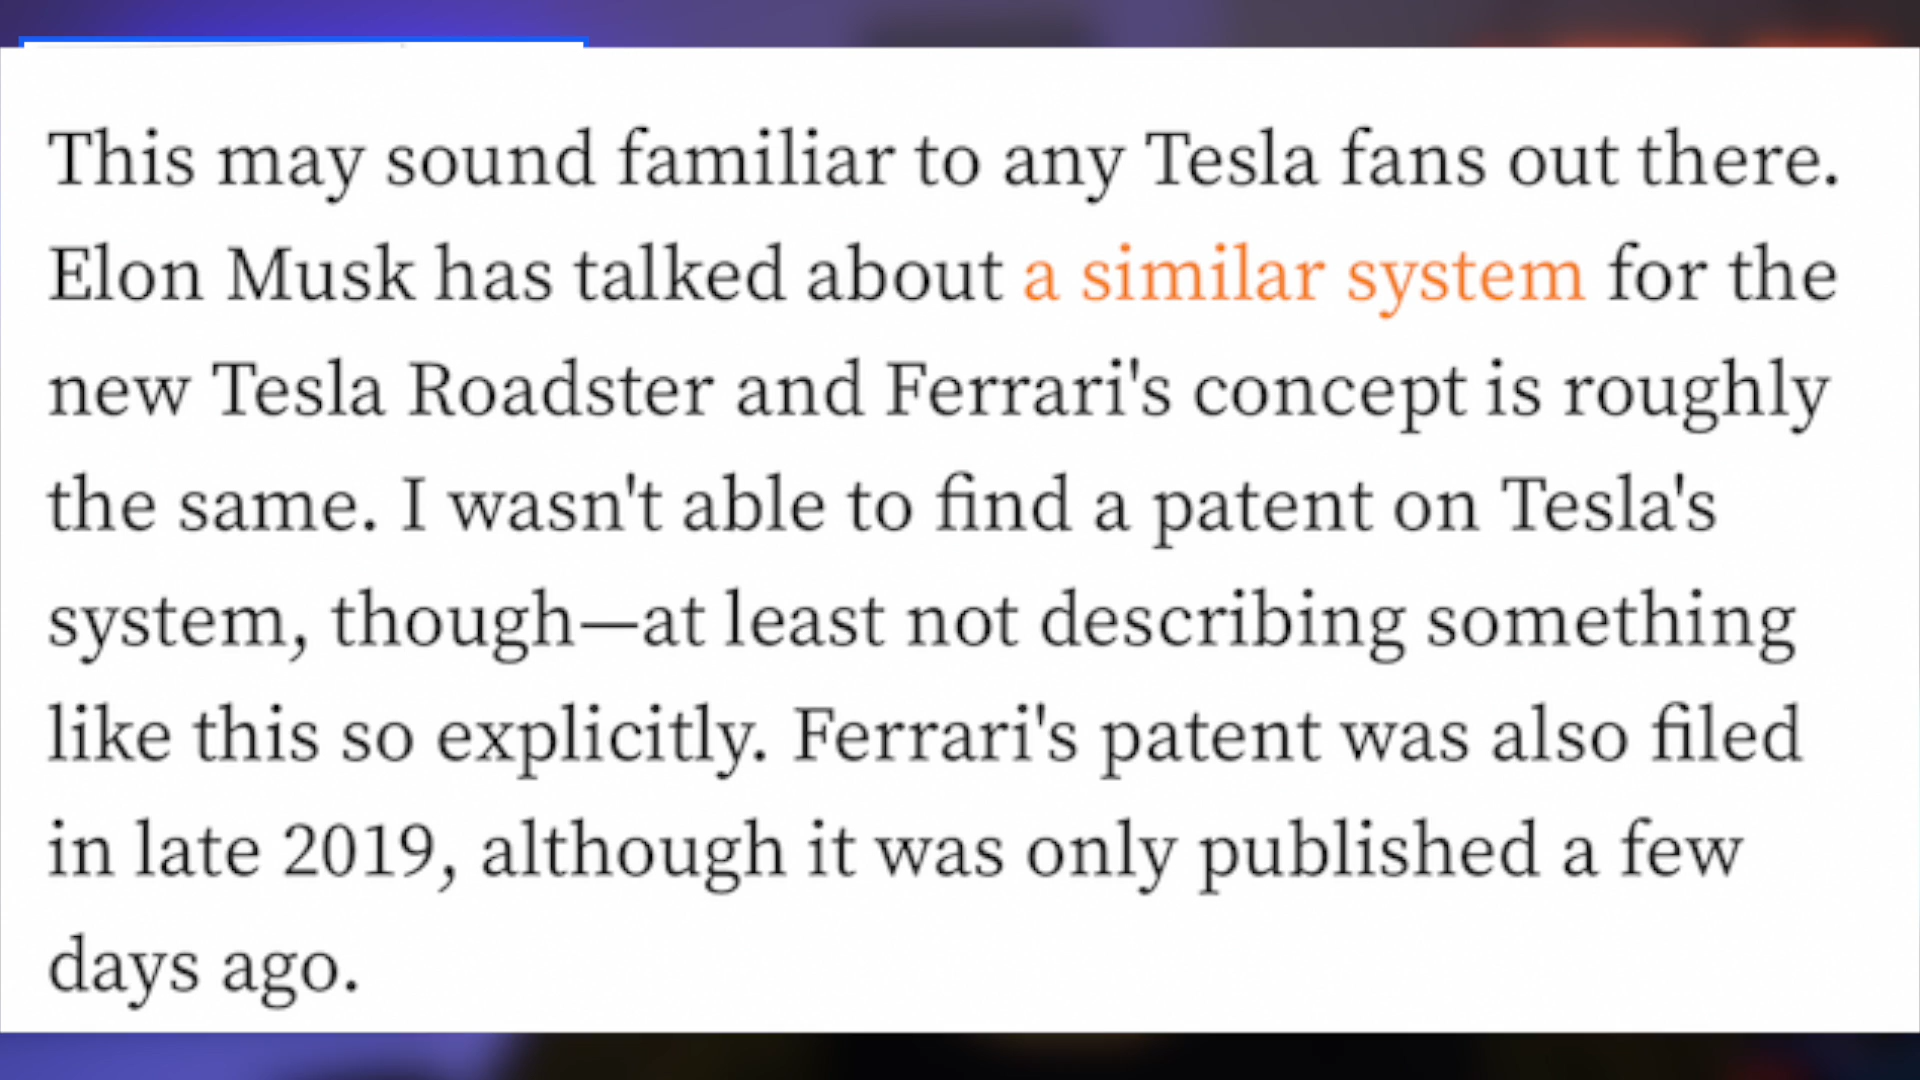 This may sound familiar to any Tesla fans out there.
Elon Musk has talked about a similar system for the
new Tesla Roadster and Ferrari's concept is roughly
the same. I wasn't able to find a patent on Tesla's
system, though—at least not describing something
like this so explicitly. Ferrari's patent was also filed
in late 2019, although it was only published a few
days ago.